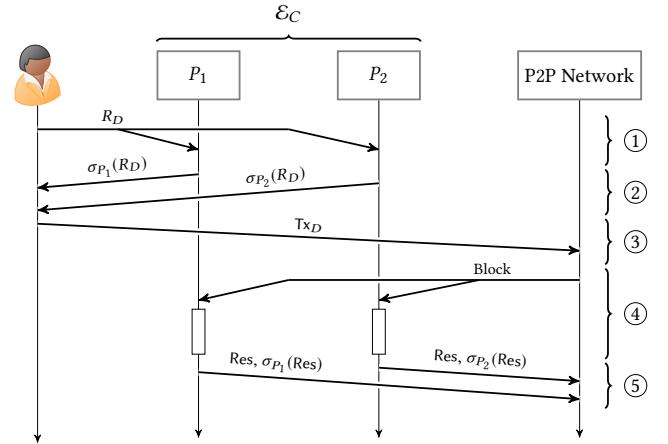 ℰ_C
P_1
P_2
P2P Network
R_D
①
σ_{P_1}(R_D)
σ_{P_2}(R_D)
②
Tx_D
③
Block
④
Res, σ_{P_1}(Res)
Res, σ_{P_2}(Res)
⑤